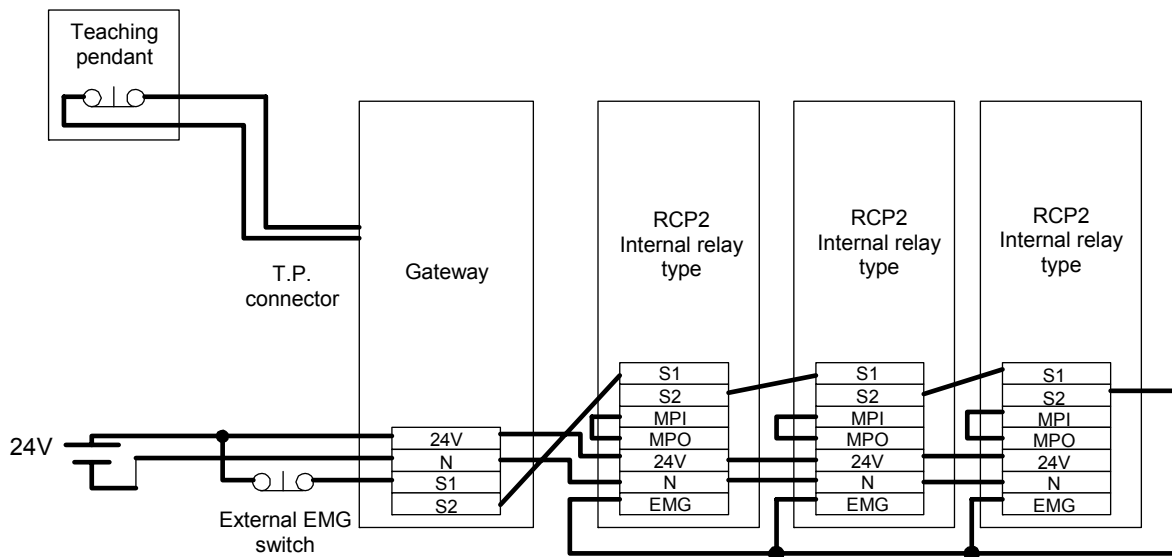 Teaching
pendant
T.P.
connector
Gateway
24V
N
S1
S2
24V
External EMG
switch
RCP2
Internal relay
type
S1
S2
MPI
MPO
24V
N
EMG
RCP2
Internal relay
type
S1
S2
MPI
MPO
24V
N
EMG
RCP2
Internal relay
type
S1
S2
MPI
MPO
24V
N
EMG